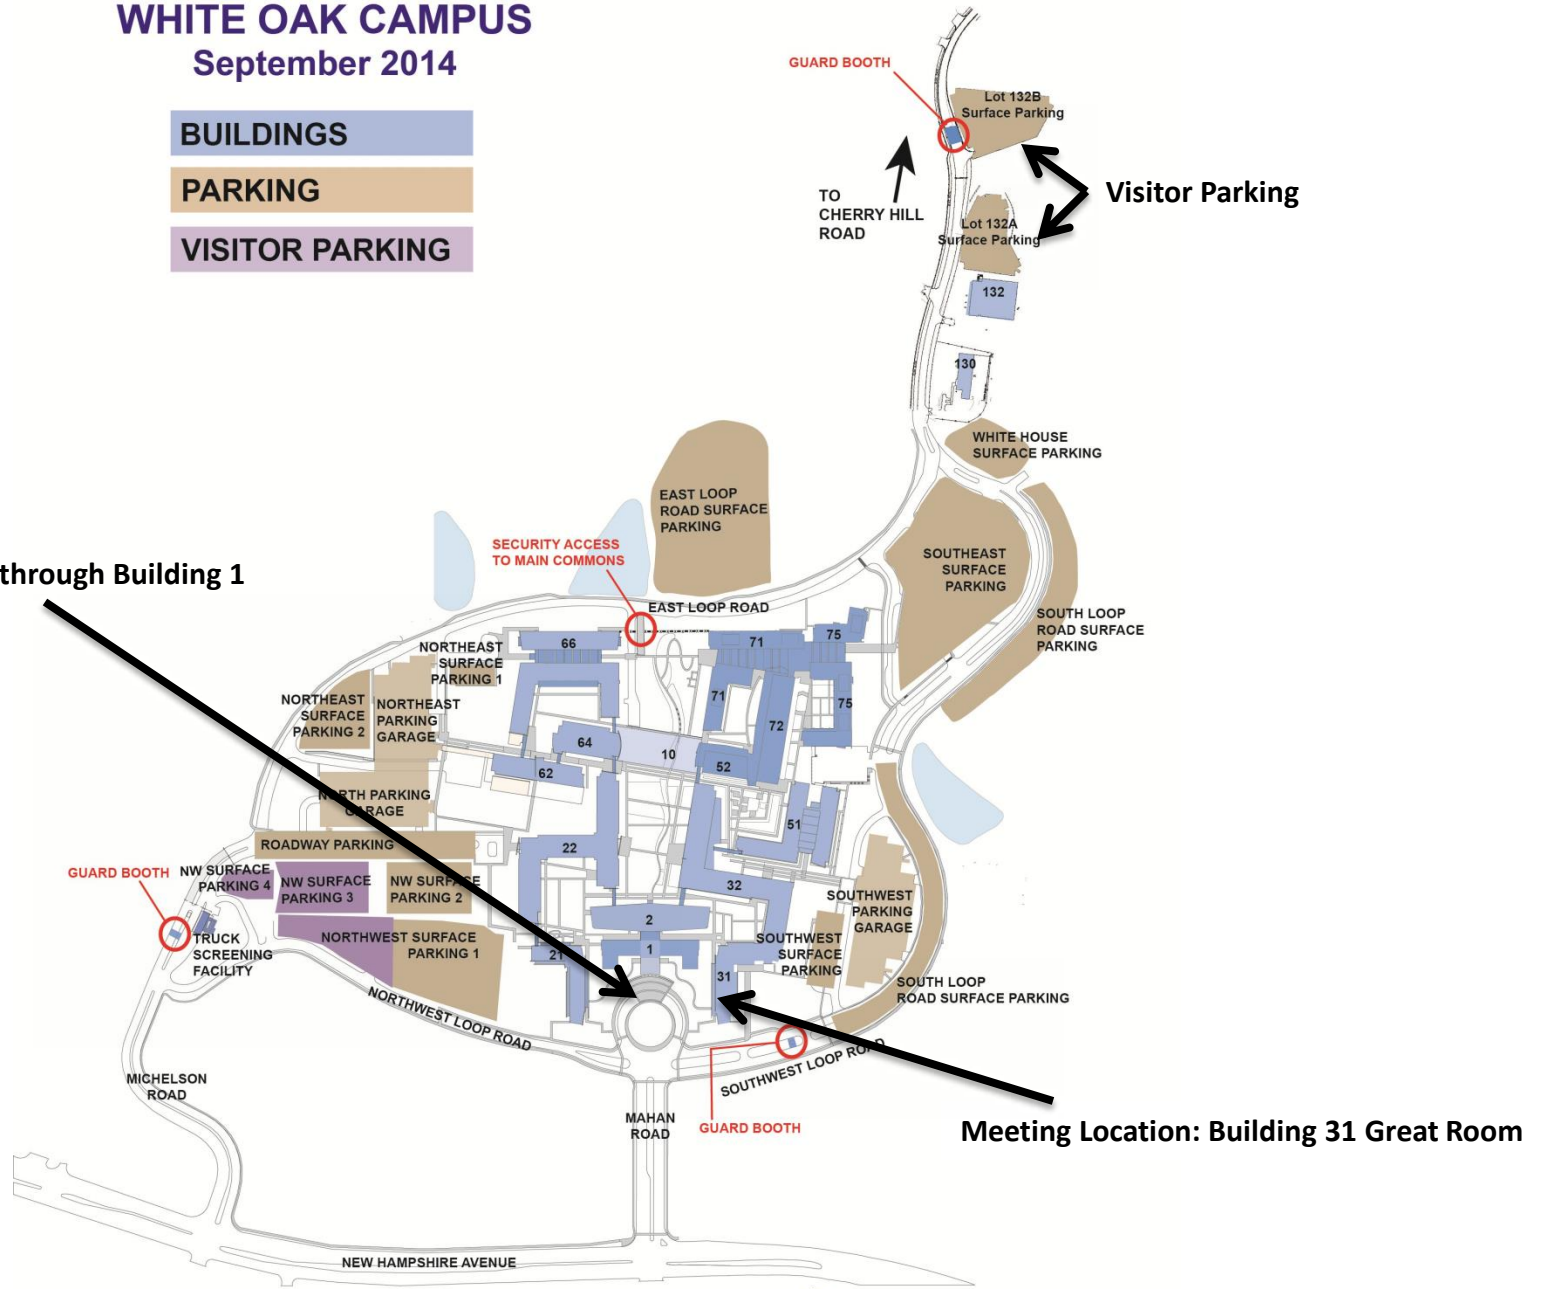 WHITE OAK CAMPUS
September 2014
BUILDINGS
PARKING
VISITOR PARKING
GUARD BOOTH
Lot 132B
Surface Parking
Visitor Parking
TO
CHERRY HILL
ROAD
Lot 132A
Surface Parking
132
130
WHITE HOUSE
SURFACE PARKING
EAST LOOP
ROAD SURFACE
PARKING
SECURITY ACCESS
TO MAIN COMMONS
SOUTHEAST
SURFACE
PARKING
through Building 1
EAST LOOP ROAD
SOUTH LOOP
ROAD SURFACE
PARKING
66
71
75
NORTHEAST
SURFACE
PARKING 1
NORTHEAST
SURFACE
PARKING 2
NORTHEAST
PARKING
GARAGE
71
75
72
64
10
52
62
NORTH PARKING
GARAGE
51
ROADWAY PARKING
22
GUARD BOOTH
NW SURFACE
PARKING 4
NW SURFACE
PARKING 3
NW SURFACE
PARKING 2
32
SOUTHWEST
PARKING
GARAGE
2
TRUCK
SCREENING
FACILITY
NORTHWEST SURFACE
PARKING 1
21
1
SOUTHWEST
SURFACE
PARKING
31
SOUTH LOOP
ROAD SURFACE PARKING
NORTHWEST LOOP ROAD
SOUTHWEST LOOP ROAD
MICHELSON
ROAD
MAHAN
ROAD
GUARD BOOTH
Meeting Location: Building 31 Great Room
NEW HAMPSHIRE AVENUE